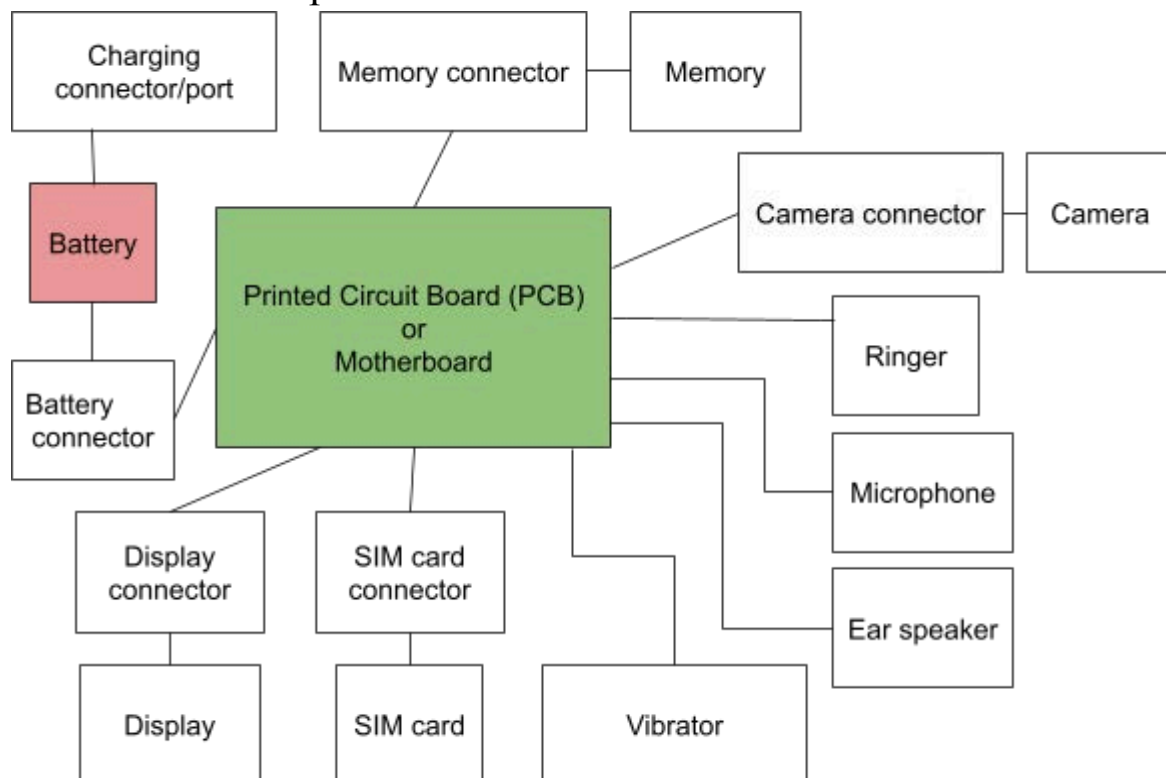 Charging
connector/port
Memory connector
Memory
Camera connector
Camera
Battery
Printed Circuit Board (PCB)
or
Motherboard
Ringer
Battery
connector
Microphone
Display
connector
SIM card
connector
Ear speaker
Display
SIM card
Vibrator